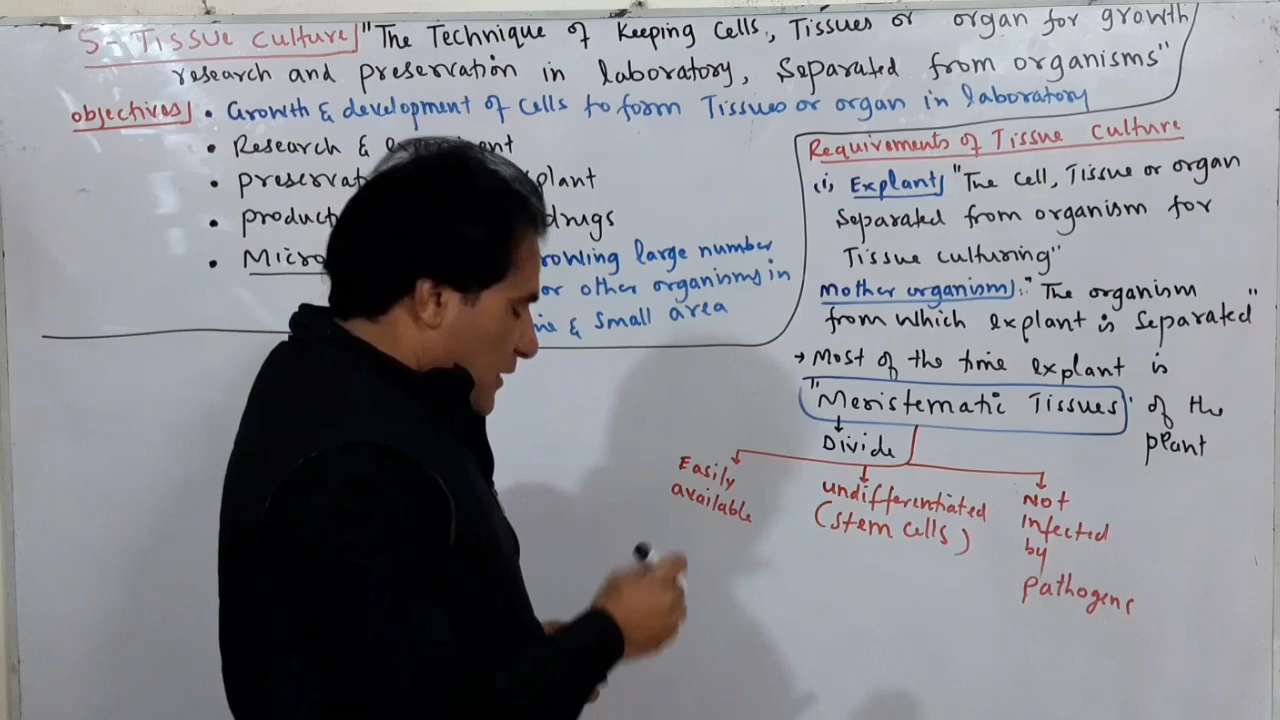 5- Tissue culture "The Technique of Keeping Cells, Tissues or organ for growth
research and preservation in laboratory, Separated from organisms"
objectives • Growth & development of cells to form Tissues or organ in laboratory
• Research &
• plant
• drugs
• large number
or other organisms in
& small area
Requirements of Tissue culture
(i) Explant "The cell, Tissue or organ
Separated from organism for
Tissue culturing"
Mother organism: "The organism
from which explant is separated"
→ Most of the time explant is
"Meristematic Tissues" of the
plant
Divide
Easily
available
undifferentiated
(stem cells)
Not
infected
by
pathogens